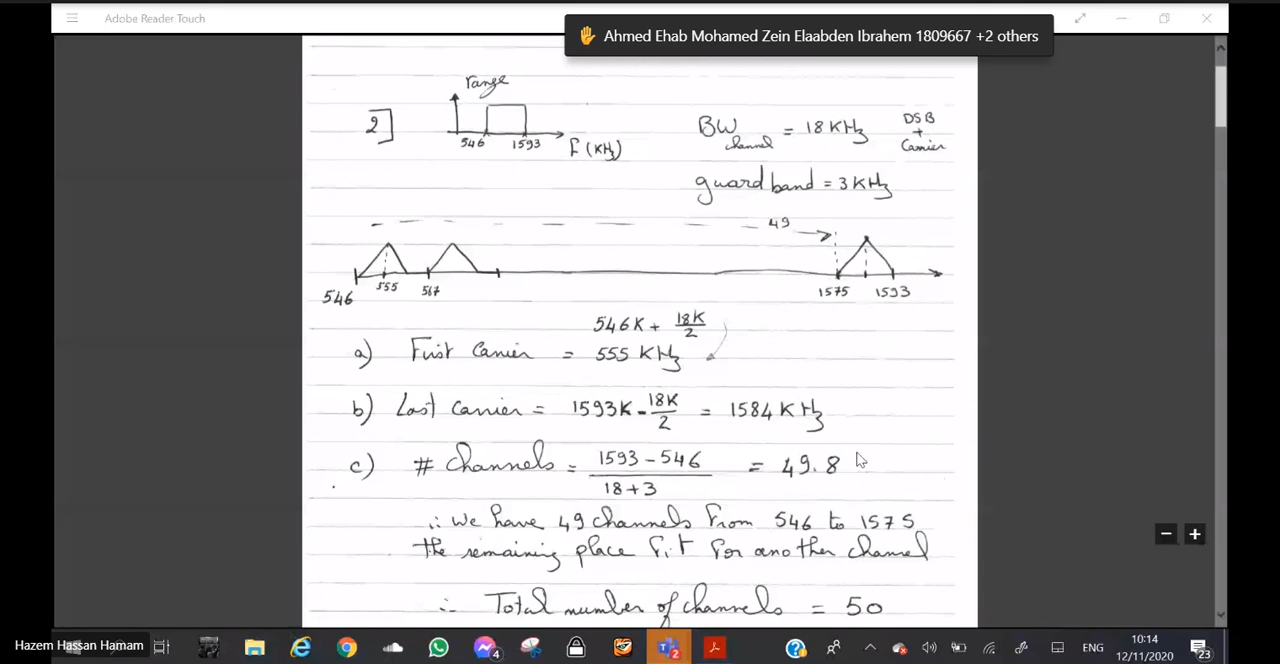 Adobe Reader Touch
Ahmed Ehab Mohamed Zein Elaabden Ibrahem 1809667 +2 others
range
2]
546 1593 F (KHz)
BW channel = 18 KHz
DSB
+
Carrier
guard band = 3 KHz
49
546 555 567 1575 1593
546K + 18K/2
a) First Carrier = 555 KHz
b) Last Carrier = 1593K - 18K/2 = 1584 KHz
c) # Channels = 1593 - 546 / 18 + 3 = 49.8
∴ We have 49 channels From 546 to 1575
the remaining place Fit For another channel
∴ Total number of channels = 50
Hazem Hassan Hamam
4
2
ENG
10:14
12/11/2020
23